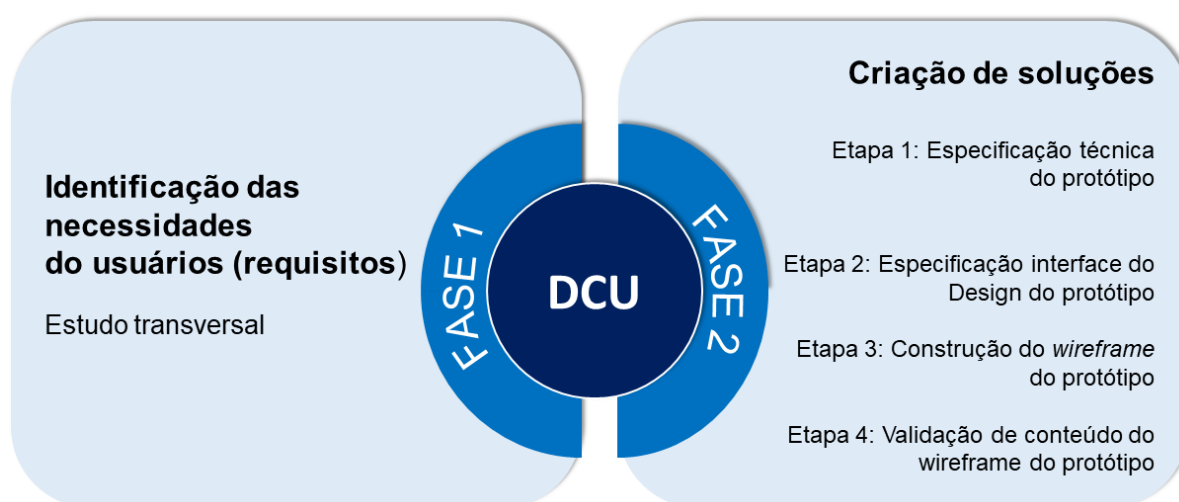 Identificação das
necessidades
do usuários (requisitos)
Estudo transversal
FASE 1
DCU
FASE 2
Criação de soluções
Etapa 1: Especificação técnica
do protótipo
Etapa 2: Especificação interface do
Design do protótipo
Etapa 3: Construção do wireframe
do protótipo
Etapa 4: Validação de conteúdo do
wireframe do protótipo